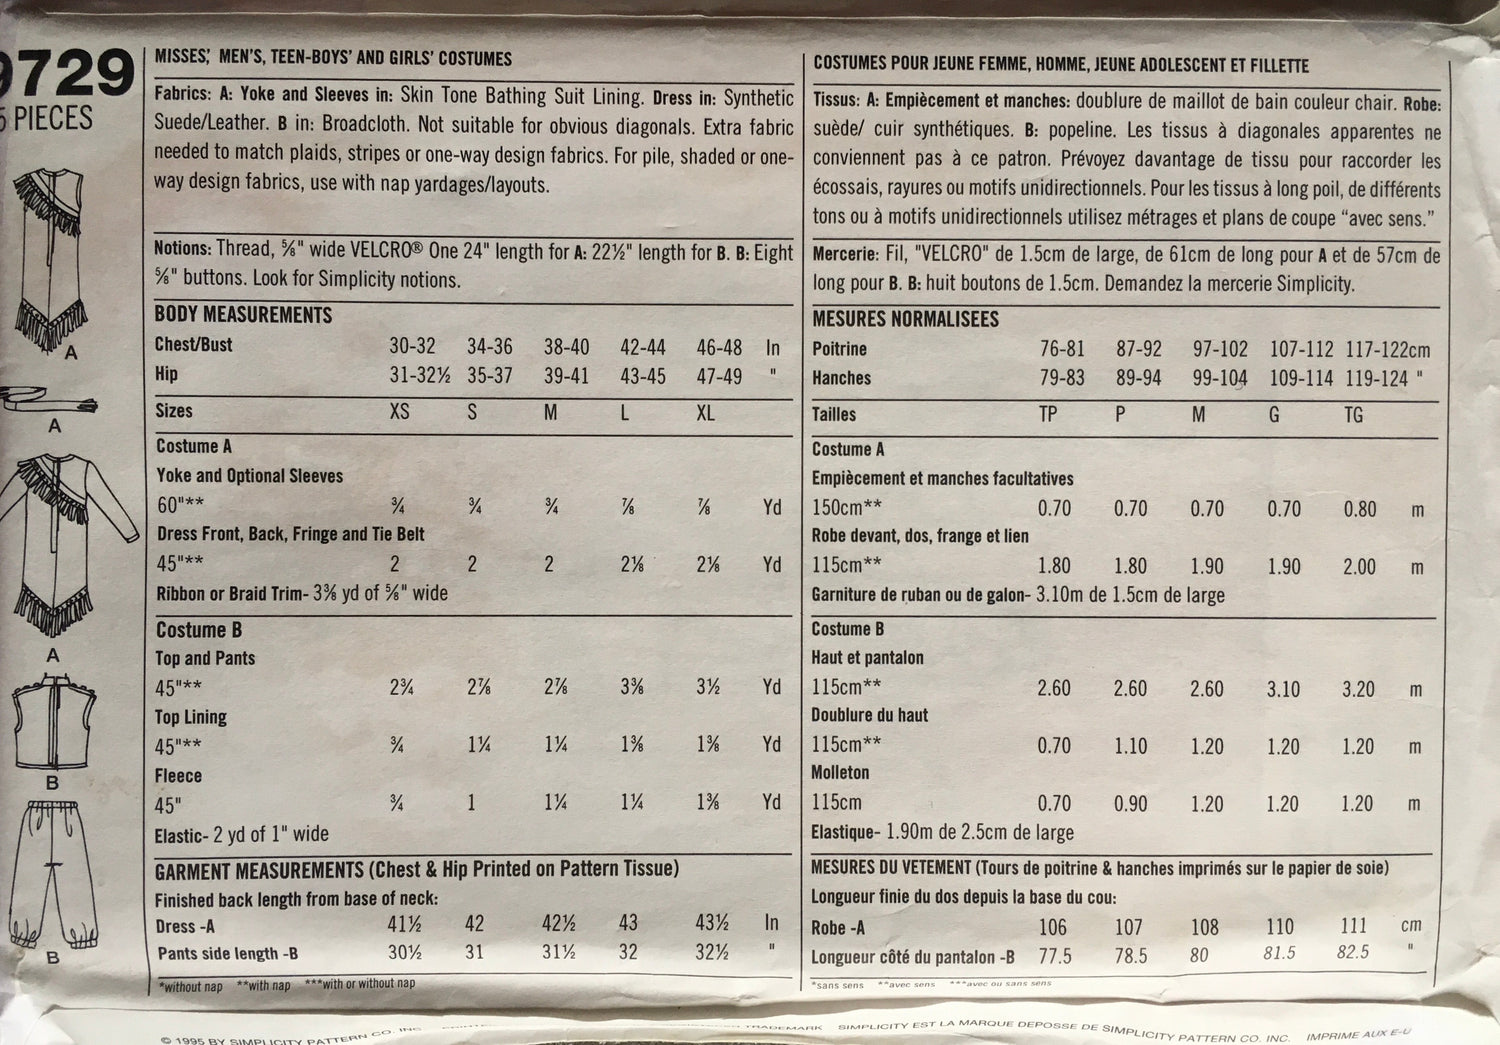 9729
PIECES
A
A
A
B
B
MISSES', MEN'S, TEEN-BOYS' AND GIRLS' COSTUMES
Fabrics: A: Yoke and Sleeves in: Skin Tone Bathing Suit Lining. Dress in: Synthetic
Suede/Leather. B in: Broadcloth. Not suitable for obvious diagonals. Extra fabric
needed to match plaids, stripes or one-way design fabrics. For pile, shaded or one-
way design fabrics, use with nap yardages/layouts.
Notions: Thread, ⅝" wide VELCRO® One 24" length for A: 22½" length for B. B: Eight
⅝" buttons. Look for Simplicity notions.
BODY MEASUREMENTS
Chest/Bust 30-32 34-36 38-40 42-44 46-48 In
Hip 31-32½ 35-37 39-41 43-45 47-49 "
Sizes XS S M L XL
Costume A
Yoke and Optional Sleeves
60"** ¾ ¾ ¾ ⅞ ⅞ Yd
Dress Front, Back, Fringe and Tie Belt
45"** 2 2 2 2⅛ 2⅛ Yd
Ribbon or Braid Trim- 3⅜ yd of ⅝" wide
Costume B
Top and Pants
45"** 2¾ 2⅞ 2⅞ 3⅜ 3½ Yd
Top Lining
45"** ¾ 1¼ 1¼ 1⅜ 1⅜ Yd
Fleece
45" ¾ 1 1¼ 1¼ 1⅜ Yd
Elastic- 2 yd of 1" wide
GARMENT MEASUREMENTS (Chest & Hip Printed on Pattern Tissue)
Finished back length from base of neck:
Dress -A 41½ 42 42½ 43 43½ In
Pants side length -B 30½ 31 31½ 32 32½ "
*without nap **with nap ***with or without nap
COSTUMES POUR JEUNE FEMME, HOMME, JEUNE ADOLESCENT ET FILLETTE
Tissus: A: Empiècement et manches: doublure de maillot de bain couleur chair. Robe:
suède/ cuir synthétiques. B: popeline. Les tissus à diagonales apparentes ne
conviennent pas à ce patron. Prévoyez davantage de tissu pour raccorder les
écossais, rayures ou motifs unidirectionnels. Pour les tissus à long poil, de différents
tons ou à motifs unidirectionnels utilisez métrages et plans de coupe “avec sens.”
Mercerie: Fil, "VELCRO" de 1.5cm de large, de 61cm de long pour A et de 57cm de
long pour B. B: huit boutons de 1.5cm. Demandez la mercerie Simplicity.
MESURES NORMALISEES
Poitrine 76-81 87-92 97-102 107-112 117-122cm
Hanches 79-83 89-94 99-104 109-114 119-124 "
Tailles TP P M G TG
Costume A
Empiècement et manches facultatives
150cm** 0.70 0.70 0.70 0.70 0.80 m
Robe devant, dos, frange et lien
115cm** 1.80 1.80 1.90 1.90 2.00 m
Garniture de ruban ou de galon- 3.10m de 1.5cm de large
Costume B
Haut et pantalon
115cm** 2.60 2.60 2.60 3.10 3.20 m
Doublure du haut
115cm** 0.70 1.10 1.20 1.20 1.20 m
Molleton
115cm 0.70 0.90 1.20 1.20 1.20 m
Elastique- 1.90m de 2.5cm de large
MESURES DU VETEMENT (Tours de poitrine & hanches imprimés sur le papier de soie)
Longueur finie du dos depuis la base du cou:
Robe -A 106 107 108 110 111 cm
Longueur côté du pantalon -B 77.5 78.5 80 81.5 82.5 "
*sans sens **avec sens ***avec ou sans sens
© 1995 BY SIMPLICITY PATTERN CO. INC. TRADEMARK SIMPLICITY EST LA MARQUE DEPOSSE DE SIMPLICITY PATTERN CO. INC. IMPRIME AUX E-U